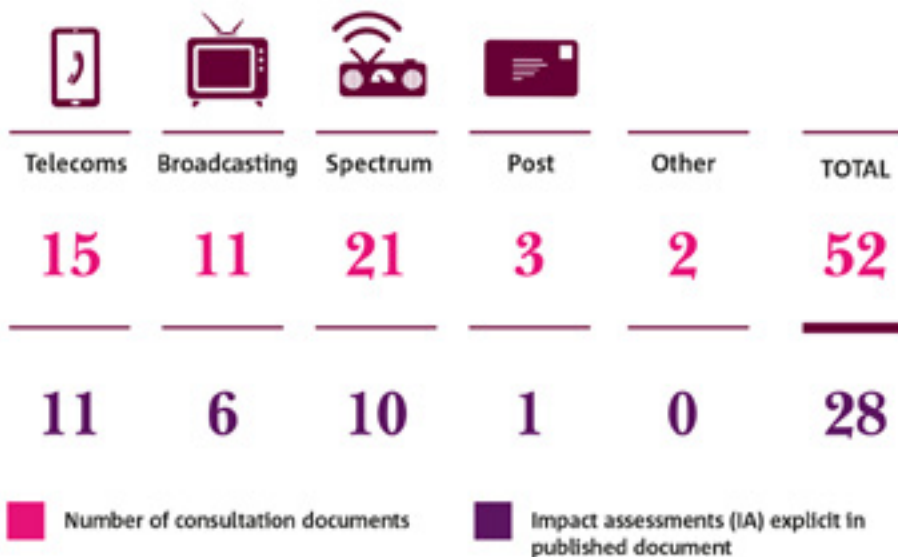 Telecoms Broadcasting Spectrum Post Other TOTAL
15 11 21 3 2 52
11 6 10 1 0 28
Number of consultation documents
Impact assessments (IA) explicit in
published document